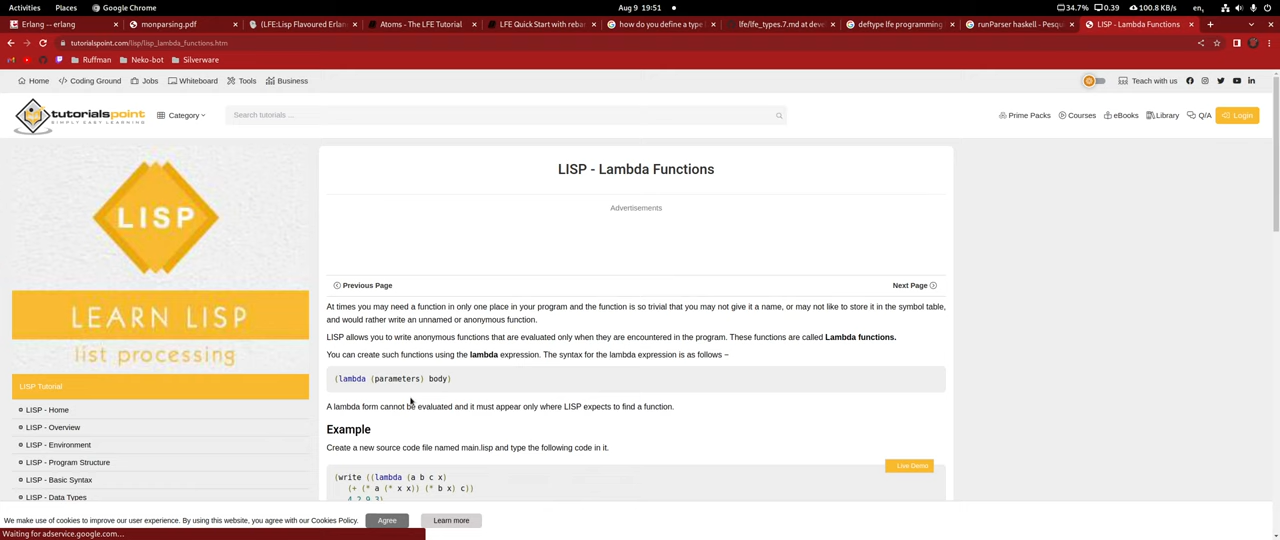 Activities Places Google Chrome Aug 9 19:51 34.7% 0.39 100.8 KB/s en
Erlang -- erlang monparsing.pdf (LFE:Lisp Flavoured Erlan Atoms - The LFE Tutorial LFE Quick Start with reba how do you define a type lfe/lfe_types.7.md at deve deftype lfe programming runParser haskell - Pesqu LISP - Lambda Functions
tutorialspoint.com/lisp/lisp_lambda_functions.htm
Ruffman Neko-bot Silverware
Home Coding Ground Jobs Whiteboard Tools Business Teach with us
tutorialspoint Category Search tutorials ... Prime Packs Courses eBooks Library Q/A Login
SIMPLY EASY LEARNING
LISP
LEARN LISP
list processing
LISP Tutorial
LISP - Home
LISP - Overview
LISP - Environment
LISP - Program Structure
LISP - Basic Syntax
LISP - Data Types
LISP - Lambda Functions
Advertisements
Previous Page Next Page
At times you may need a function in only one place in your program and the function is so trivial that you may not give it a name, or may not like to store it in the symbol table,
and would rather write an unnamed or anonymous function.
LISP allows you to write anonymous functions that are evaluated only when they are encountered in the program. These functions are called Lambda functions.
You can create such functions using the lambda expression. The syntax for the lambda expression is as follows −
(lambda (parameters) body)
A lambda form cannot be evaluated and it must appear only where LISP expects to find a function.
Example
Create a new source code file named main.lisp and type the following code in it.
Live Demo
(write ((lambda (a b c x)
(+ (* a (* x x)) (* b x) c))
4 2 9 3)
We make use of cookies to improve our user experience. By using this website, you agree with our Cookies Policy. Agree Learn more
Waiting for adservice.google.com...